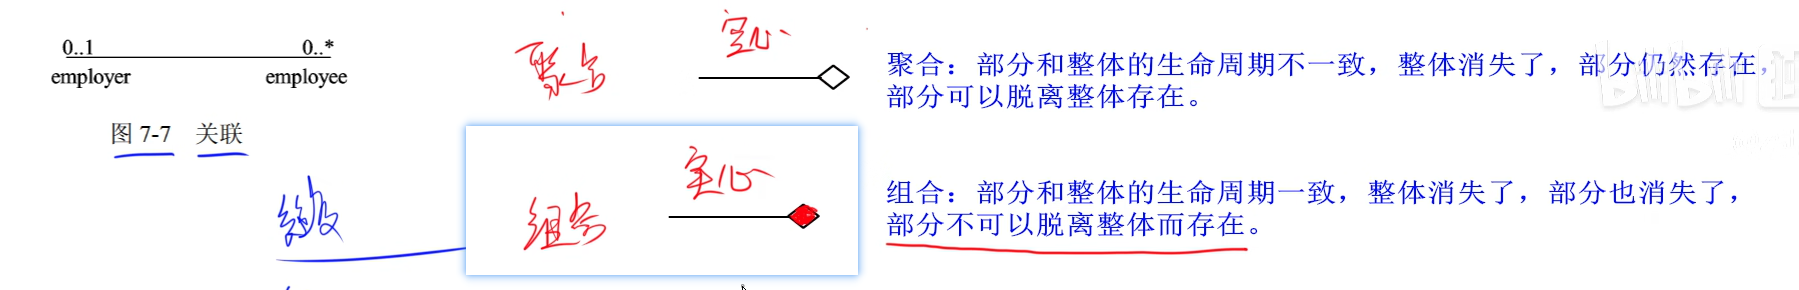 0..1
0..*
employer
employee
图 7-7 关联
聚合
空心
聚合：部分和整体的生命周期不一致，整体消失了，部分仍然存在，
部分可以脱离整体存在。
组合
实心
组合：部分和整体的生命周期一致，整体消失了，部分也消失了，
部分不可以脱离整体而存在。
bilibili